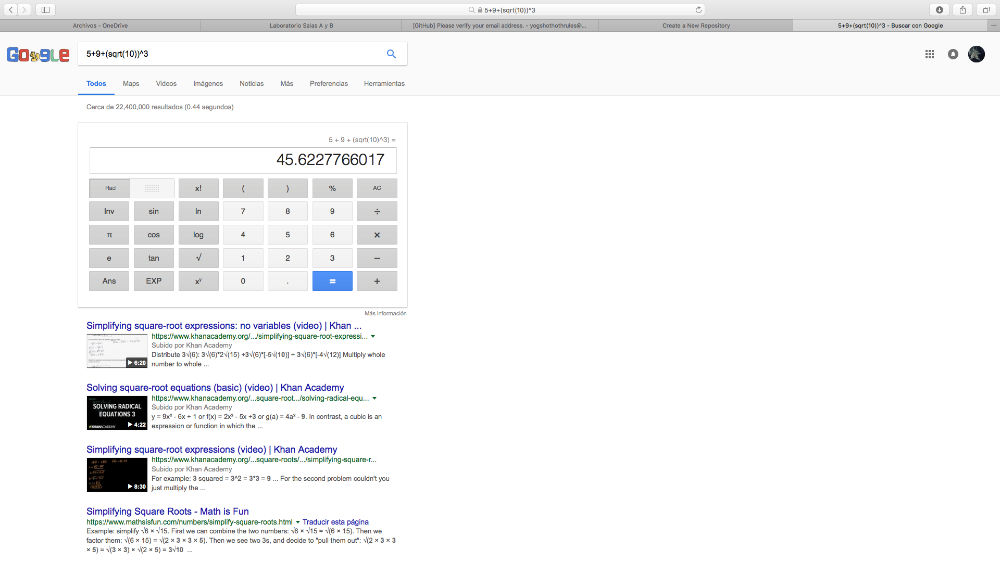 5+9+(sqrt(10))^3
Archivos - OneDrive
Laboratorio Salas A y B
[GitHub] Please verify your email address. - yogshothothrules@...
Create a New Repository
5+9+(sqrt(10))^3 - Buscar con Google
Google
5+9+(sqrt(10))^3
Todos Maps Videos Imágenes Noticias Más Preferencias Herramientas
Cerca de 22,400,000 resultados (0.44 segundos)
5 + 9 + (sqrt(10)^3) =
45.6227766017
Rad x! ( ) % AC
Inv sin ln 7 8 9 ÷
π cos log 4 5 6 ×
e tan √ 1 2 3 −
Ans EXP xʸ 0 . = +
Más información
Simplifying square-root expressions: no variables (video) | Khan ...
https://www.khanacademy.org/.../simplifying-square-root-expressi...
Subido por Khan Academy
6:20
Distribute 3√(6): 3√(6)*2√(15) +3√(6)*[-5√(10)] + 3√(6)*[-4√(12)] Multiply whole
number to whole ...
Solving square-root equations (basic) (video) | Khan Academy
https://www.khanacademy.org/...square-root.../solving-radical-equ...
Subido por Khan Academy
SOLVING RADICAL
EQUATIONS 3
KHANACADEMY
4:22
y = 9x² - 6x + 1 or f(x) = 2x² - 5x +3 or g(a) = 4a² - 9. In contrast, a cubic is an
expression or function in which the ...
Simplifying square-root expressions (video) | Khan Academy
https://www.khanacademy.org/...square-roots/.../simplifying-square-r...
Subido por Khan Academy
8:30
For example: 3 squared = 3^2 = 3*3 = 9 ... For the second problem couldn't you
just multiply the ...
Simplifying Square Roots - Math is Fun
https://www.mathsisfun.com/numbers/simplify-square-roots.html Traducir esta página
Example: simplify √6 × √15. First we can combine the two numbers: √6 × √15 = √(6 × 15). Then we
factor them: √(6 × 15) = √(2 × 3 × 3 × 5). Then we see two 3s, and decide to "pull them out": √(2 × 3 × 3
× 5) = √(3 × 3) × √(2 × 5) = 3√10 ...